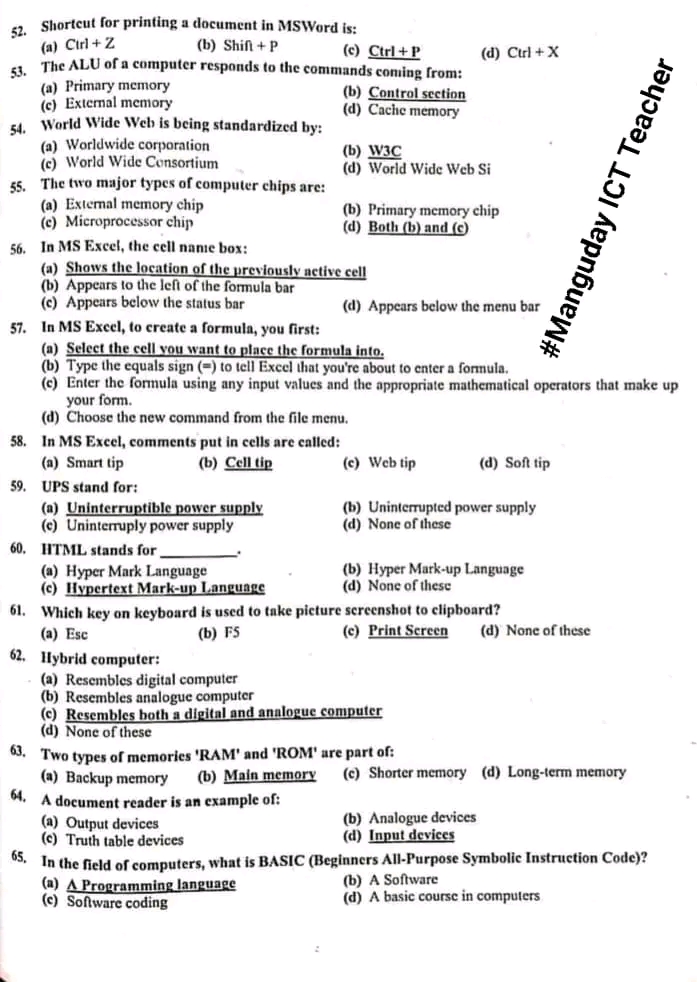 52. Shortcut for printing a document in MSWord is:
(a) Ctrl + Z (b) Shift + P (c) Ctrl + P (d) Ctrl + X
53. The ALU of a computer responds to the commands coming from:
(a) Primary memory (b) Control section
(c) External memory (d) Cache memory
54. World Wide Web is being standardized by:
(a) Worldwide corporation (b) W3C
(c) World Wide Consortium (d) World Wide Web Si
55. The two major types of computer chips are:
(a) External memory chip (b) Primary memory chip
(c) Microprocessor chip (d) Both (b) and (c)
56. In MS Excel, the cell name box:
(a) Shows the location of the previously active cell
(b) Appears to the left of the formula bar
(c) Appears below the status bar (d) Appears below the menu bar
57. In MS Excel, to create a formula, you first:
(a) Select the cell you want to place the formula into.
(b) Type the equals sign (=) to tell Excel that you're about to enter a formula.
(c) Enter the formula using any input values and the appropriate mathematical operators that make up
your form.
(d) Choose the new command from the file menu.
58. In MS Excel, comments put in cells are called:
(a) Smart tip (b) Cell tip (c) Web tip (d) Soft tip
59. UPS stand for:
(a) Uninterruptible power supply (b) Uninterrupted power supply
(c) Uninterruply power supply (d) None of these
60. HTML stands for ________.
(a) Hyper Mark Language (b) Hyper Mark-up Language
(c) Hypertext Mark-up Language (d) None of these
61. Which key on keyboard is used to take picture screenshot to clipboard?
(a) Esc (b) F5 (c) Print Screen (d) None of these
62. Hybrid computer:
(a) Resembles digital computer
(b) Resembles analogue computer
(c) Resembles both a digital and analogue computer
(d) None of these
63. Two types of memories 'RAM' and 'ROM' are part of:
(a) Backup memory (b) Main memory (c) Shorter memory (d) Long-term memory
64. A document reader is an example of:
(a) Output devices (b) Analogue devices
(c) Truth table devices (d) Input devices
65. In the field of computers, what is BASIC (Beginners All-Purpose Symbolic Instruction Code)?
(a) A Programming language (b) A Software
(c) Software coding (d) A basic course in computers
#Manguday ICT Teacher